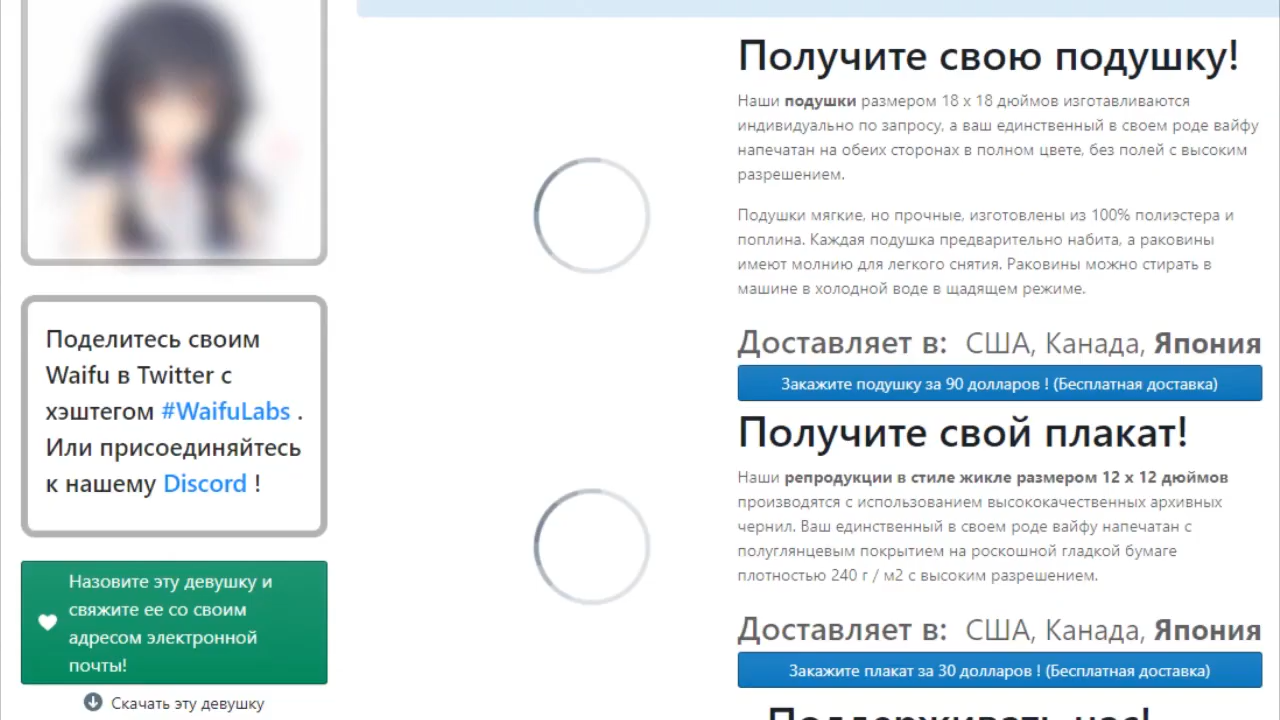 Поделитесь своим
Waifu в Twitter с
хэштегом #WaifuLabs .
Или присоединяйтесь
к нашему Discord !
Назовите эту девушку и
свяжите ее со своим
адресом электронной
почты!
Скачать эту девушку
Получите свою подушку!
Наши подушки размером 18 x 18 дюймов изготавливаются
индивидуально по запросу, а ваш единственный в своем роде вайфу
напечатан на обеих сторонах в полном цвете, без полей с высоким
разрешением.
Подушки мягкие, но прочные, изготовлены из 100% полиэстера и
поплина. Каждая подушка предварительно набита, а раковины
имеют молнию для легкого снятия. Раковины можно стирать в
машине в холодной воде в щадящем режиме.
Доставляет в: США, Канада, Япония
Закажите подушку за 90 долларов ! (Бесплатная доставка)
Получите свой плакат!
Наши репродукции в стиле жикле размером 12 x 12 дюймов
производятся с использованием высококачественных архивных
чернил. Ваш единственный в своем роде вайфу напечатан с
полуглянцевым покрытием на роскошной гладкой бумаге
плотностью 240 г / м2 с высоким разрешением.
Доставляет в: США, Канада, Япония
Закажите плакат за 30 долларов ! (Бесплатная доставка)
Поддерживать нас!